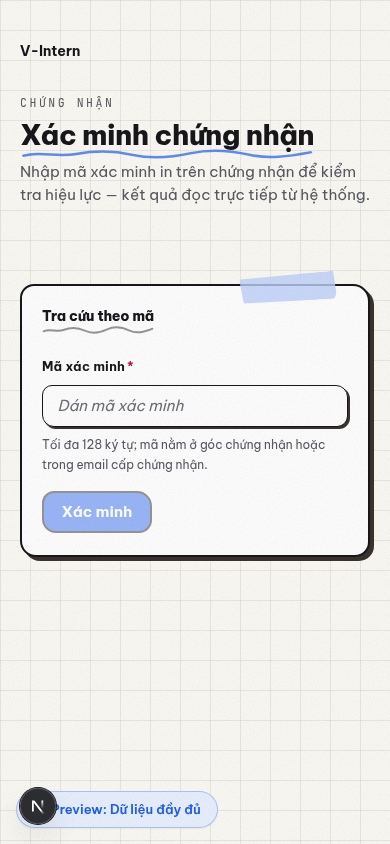 V-Intern
CHỨNG NHẬN
Xác minh chứng nhận
Nhập mã xác minh in trên chứng nhận để kiểm
tra hiệu lực — kết quả đọc trực tiếp từ hệ thống.
Tra cứu theo mã
Mã xác minh *
Dán mã xác minh
Tối đa 128 ký tự; mã nằm ở góc chứng nhận hoặc
trong email cấp chứng nhận.
Xác minh
N
Preview: Dữ liệu đầy đủ